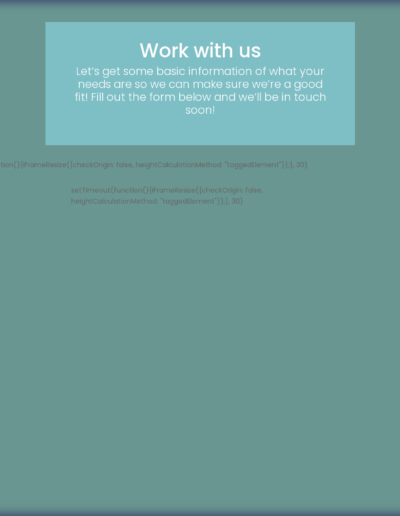 Work with us
Let's get some basic information of what your
needs are so we can make sure we're a good
fit! Fill out the form below and we'll be in touch
soon!
tion(){iFrameResize({checkOrigin: false, heightCalculationMethod: "taggedElement"});}, 30)
setTimeout(function(){iFrameResize({checkOrigin: false,
heightCalculationMethod: "taggedElement"});}, 30)